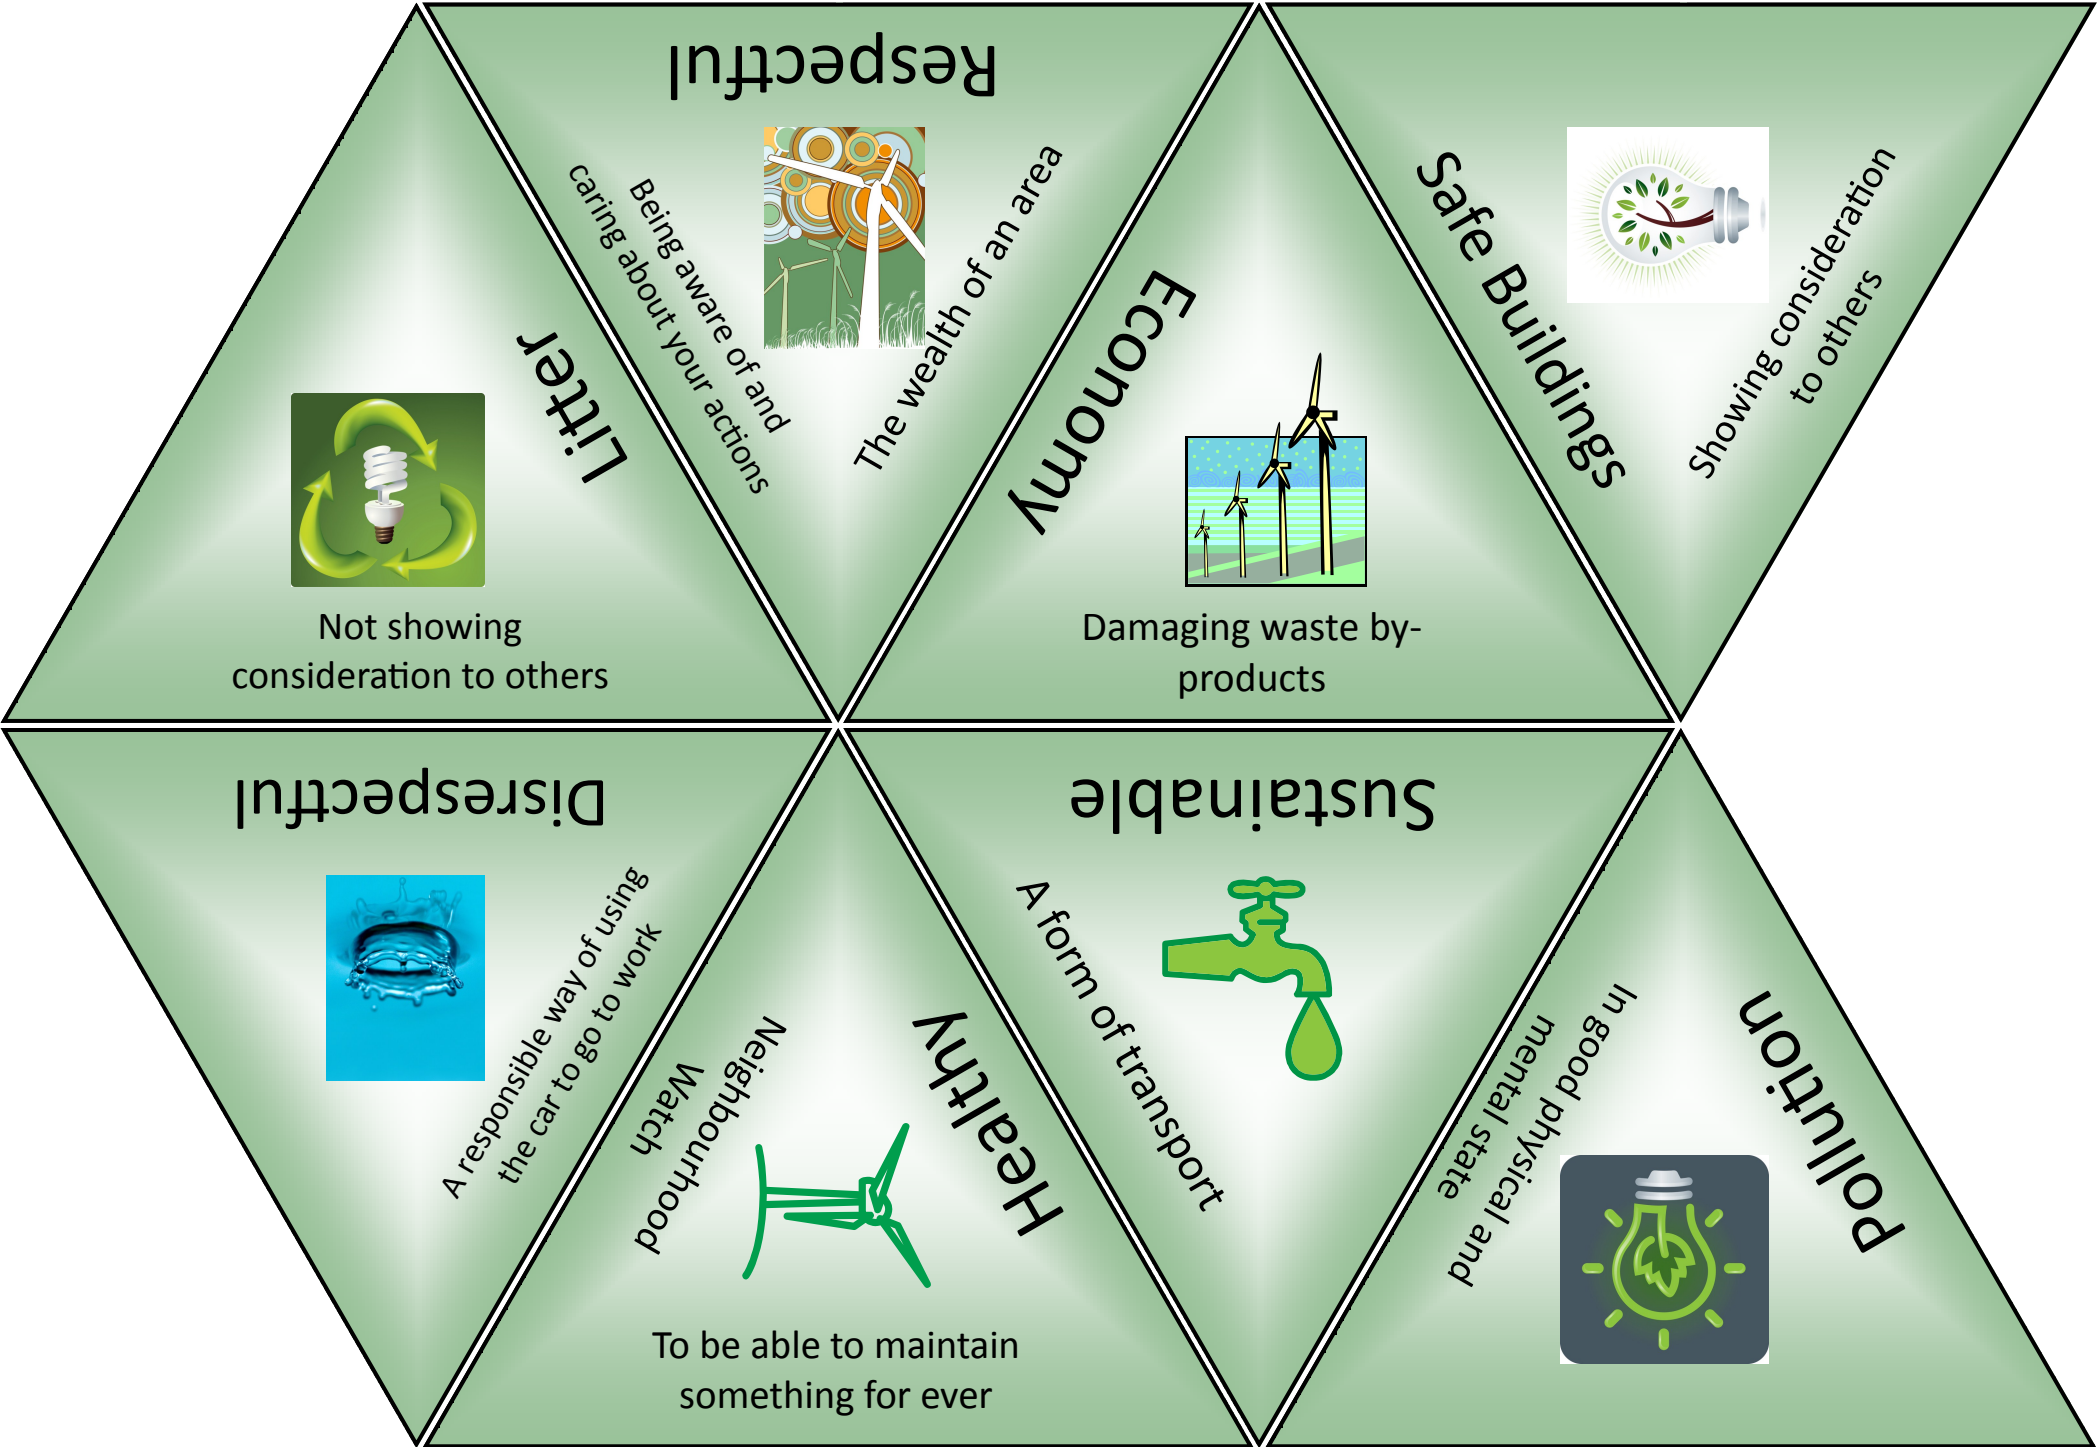 Respectful
Being aware of and
caring about your actions
The wealth of an area
Litter
Not showing
consideration to others
Economy
Damaging waste by-
products
Safe Buildings
Showing consideration
to others
Disrespectful
A responsible way of using
the car to go to work
Neighbourhood
Watch
Healthy
To be able to maintain
something for ever
Sustainable
A form of transport
In good physical and
mental state
Pollution